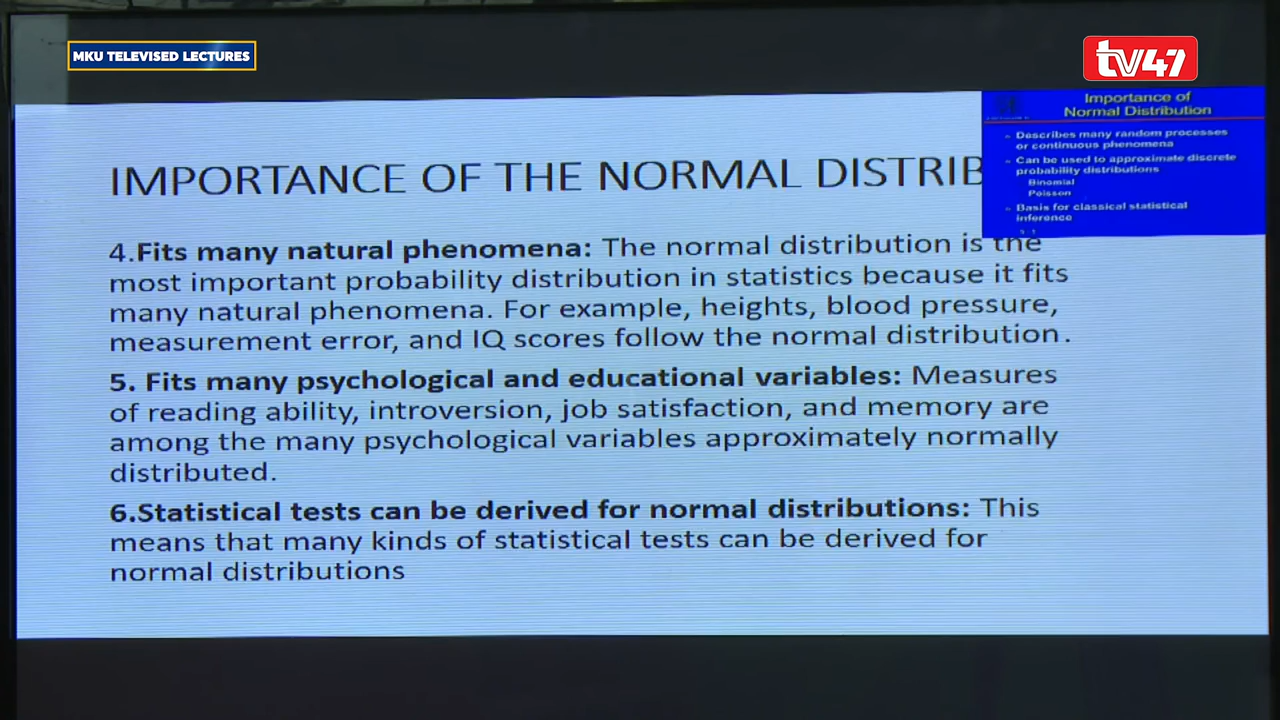 MKU TELEVISED LECTURES
tv47
Importance of
Normal Distribution
Describes many random processes
or continuous phenomena
Can be used to approximate discrete
probability distributions
Binomial
Poisson
Basis for classical statistical
inference
IMPORTANCE OF THE NORMAL DISTRIB
4.Fits many natural phenomena: The normal distribution is the
most important probability distribution in statistics because it fits
many natural phenomena. For example, heights, blood pressure,
measurement error, and IQ scores follow the normal distribution.
5. Fits many psychological and educational variables: Measures
of reading ability, introversion, job satisfaction, and memory are
among the many psychological variables approximately normally
distributed.
6.Statistical tests can be derived for normal distributions: This
means that many kinds of statistical tests can be derived for
normal distributions